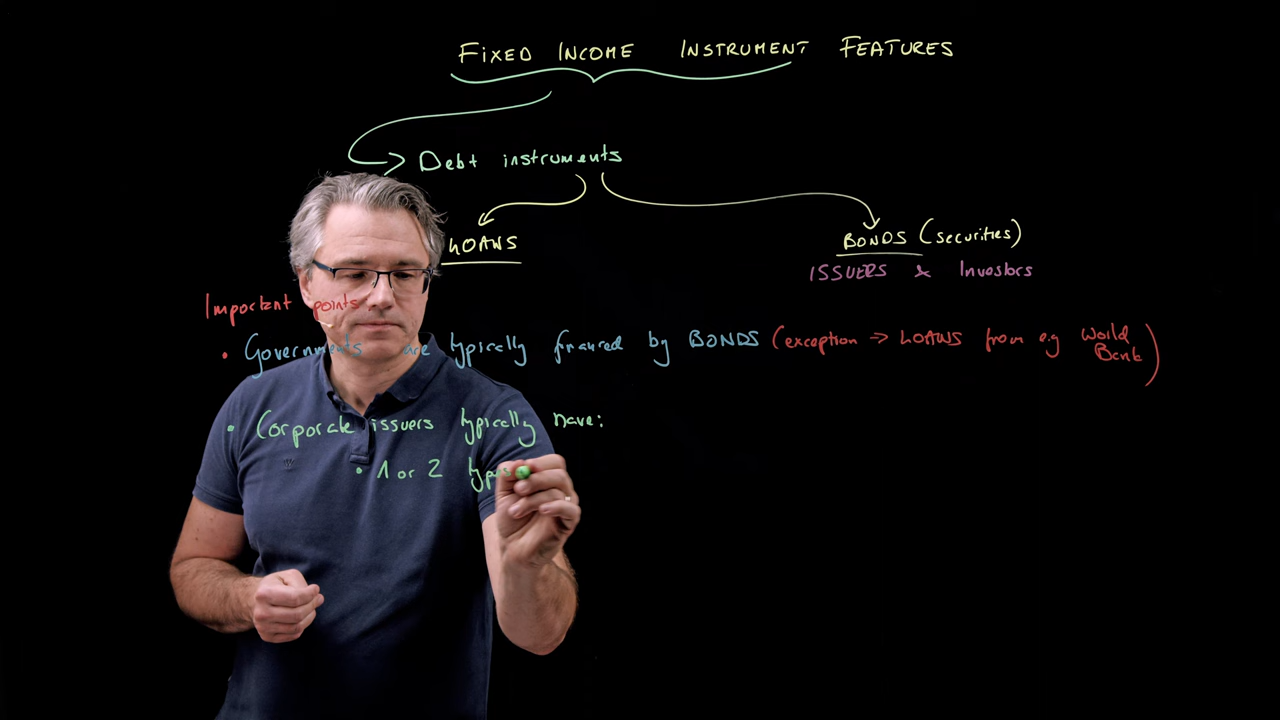 FIXED INCOME INSTRUMENT FEATURES
Debt instruments
LOANS
BONDS (securities)
ISSUERS & Investors
Important points:
• Governments are typically financed by BONDS (exception → LOANS from e.g World Bank)
• Corporate issuers typically have:
• 1 or 2 types